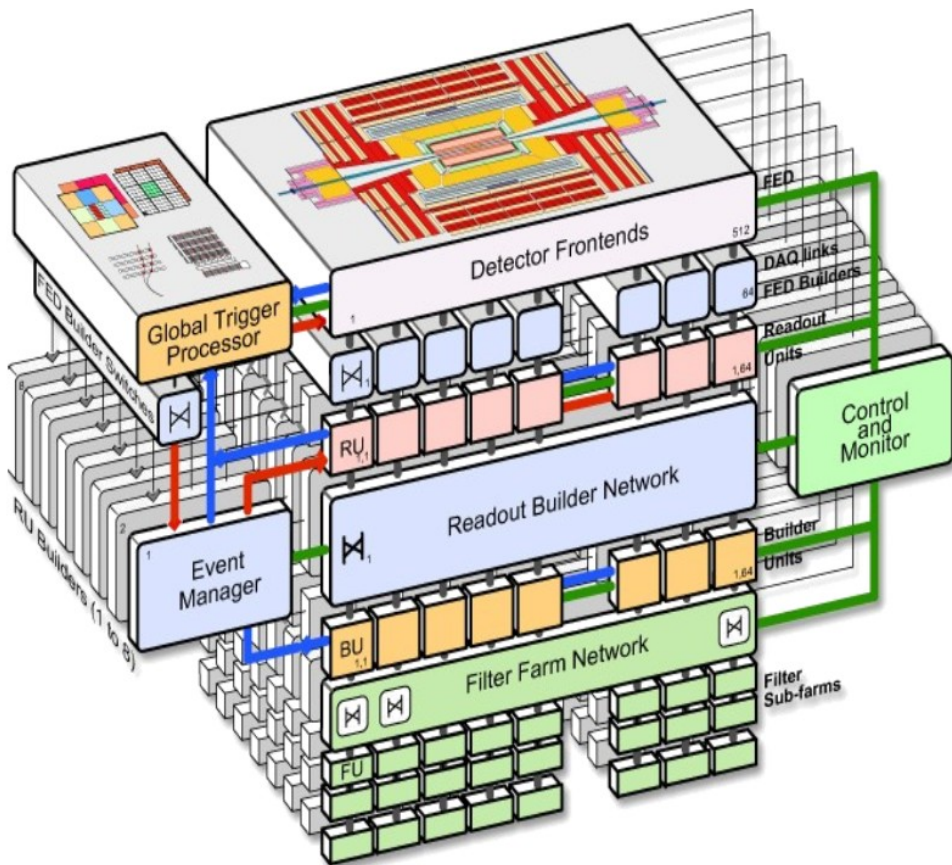 FED
Detector Frontends
512
1
DAQ links
FED Builders
64
1
Global Trigger
Processor
FED Builder Switches
Readout
Units
1,64
RU
1,1
Control
and
Monitor
Readout Builder Network
1
8
2
1
Event
Manager
RU Builders (1 to 8)
Builder
Units
1,64
BU
1,1
Filter Farm Network
Filter
Sub-farms
FU